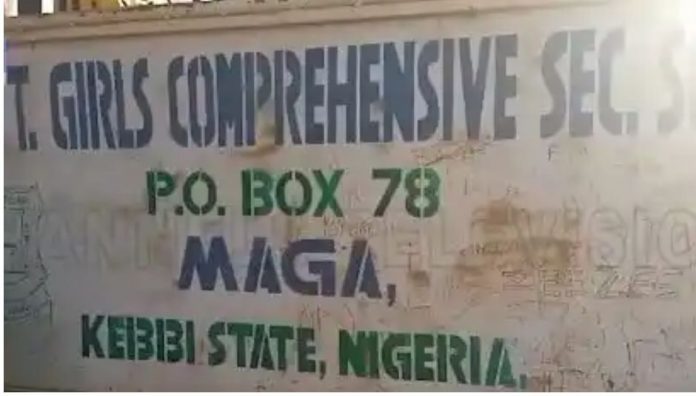 T. GIRLS COMPREHENSIVE SEC. S
P.O. BOX 78
MAGA,
KEBBI STATE, NIGERIA.